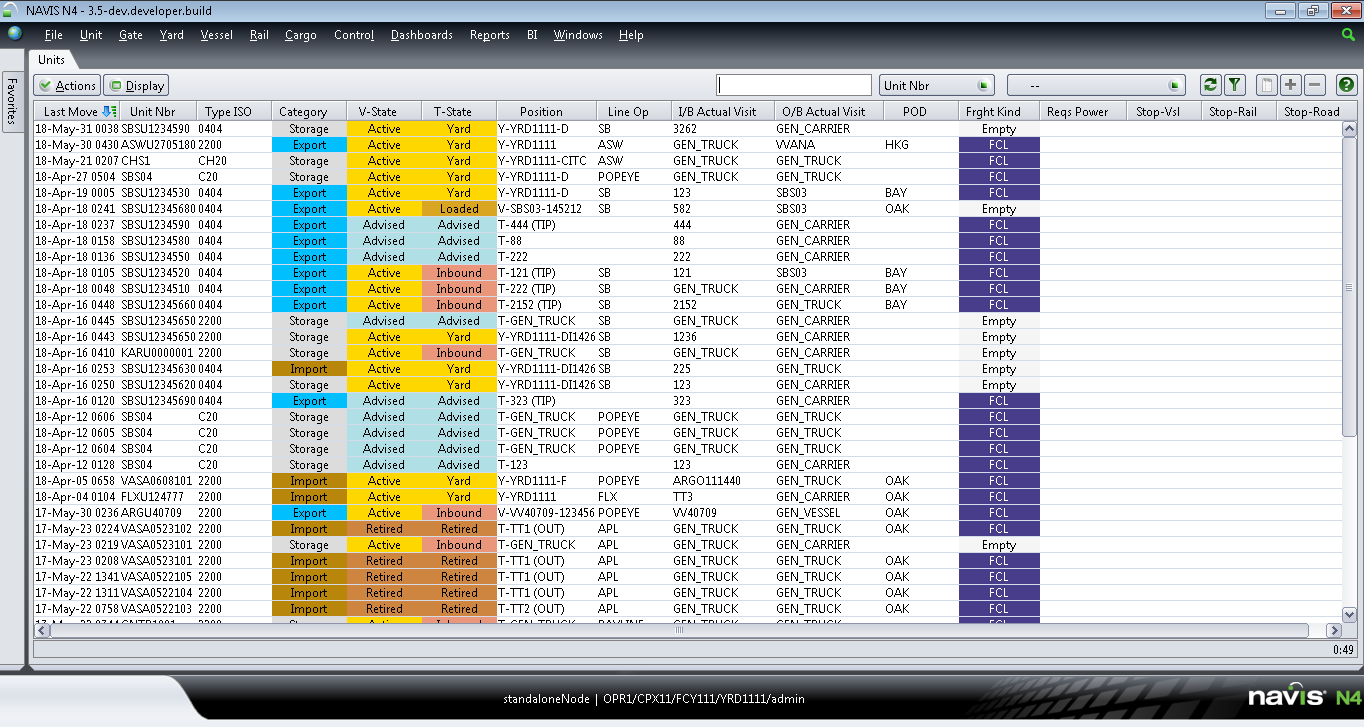 NAVIS N4 - 3.5-dev.developer.build
File Unit Gate Yard Vessel Rail Cargo Control Dashboards Reports BI Windows Help
Favorites
Units
Actions Display Unit Nbr --
Last Move Unit Nbr Type ISO Category V-State T-State Position Line Op I/B Actual Visit O/B Actual Visit POD Frght Kind Reqs Power Stop-Vsl Stop-Rail Stop-Road
18-May-31 0038 SBSU1234590 0404 Storage Active Yard Y-YRD1111-D SB 3262 GEN_CARRIER Empty
18-May-30 0430 ASWU2705180 2200 Export Active Yard Y-YRD1111 ASW GEN_TRUCK VVANA HKG FCL
18-May-21 0207 CHS1 CH20 Storage Active Yard Y-YRD1111-CITC ASW GEN_TRUCK GEN_TRUCK FCL
18-Apr-27 0504 SBS04 C20 Storage Active Yard Y-YRD1111-D POPEYE GEN_TRUCK GEN_TRUCK FCL
18-Apr-19 0005 SBSU1234530 0404 Export Active Yard Y-YRD1111-D SB 123 SBS03 BAY FCL
18-Apr-18 0241 SBSU12345680 0404 Export Active Loaded V-SBS03-145212 SB 582 SBS03 OAK Empty
18-Apr-18 0237 SBSU1234590 0404 Export Advised Advised T-444 (TIP) 444 GEN_CARRIER FCL
18-Apr-18 0158 SBSU1234580 0404 Export Advised Advised T-88 88 GEN_CARRIER FCL
18-Apr-18 0136 SBSU1234550 0404 Export Advised Advised T-222 222 GEN_CARRIER FCL
18-Apr-18 0105 SBSU1234520 0404 Export Active Inbound T-121 (TIP) SB 121 SBS03 BAY FCL
18-Apr-18 0048 SBSU1234510 0404 Export Active Inbound T-222 (TIP) SB GEN_TRUCK GEN_CARRIER BAY FCL
18-Apr-16 0448 SBSU12345660 0404 Export Active Inbound T-2152 (TIP) SB 2152 GEN_TRUCK BAY FCL
18-Apr-16 0445 SBSU12345650 2200 Storage Advised Advised T-GEN_TRUCK SB GEN_TRUCK GEN_CARRIER Empty
18-Apr-16 0443 SBSU12345650 2200 Storage Active Yard Y-YRD1111-DI1426 SB 1236 GEN_CARRIER Empty
18-Apr-16 0410 KARU0000001 2200 Storage Active Inbound T-GEN_TRUCK SB GEN_TRUCK GEN_CARRIER Empty
18-Apr-16 0253 SBSU12345630 0404 Import Active Yard Y-YRD1111-DI1426 SB 225 GEN_TRUCK Empty
18-Apr-16 0250 SBSU12345620 0404 Storage Active Yard Y-YRD1111-DI1426 SB 123 GEN_CARRIER Empty
18-Apr-16 0120 SBSU12345690 0404 Export Advised Advised T-323 (TIP) 323 GEN_CARRIER FCL
18-Apr-12 0606 SBS04 C20 Storage Advised Advised T-GEN_TRUCK POPEYE GEN_TRUCK GEN_TRUCK FCL
18-Apr-12 0605 SBS04 C20 Storage Advised Advised T-GEN_TRUCK POPEYE GEN_TRUCK GEN_TRUCK FCL
18-Apr-12 0604 SBS04 C20 Storage Advised Advised T-GEN_TRUCK POPEYE GEN_TRUCK GEN_TRUCK FCL
18-Apr-12 0128 SBS04 C20 Storage Advised Advised T-123 123 GEN_CARRIER FCL
18-Apr-05 0658 VASA0608101 2200 Import Active Yard Y-YRD1111-F POPEYE ARGO111440 GEN_TRUCK OAK FCL
18-Apr-04 0104 FLXU124777 2200 Import Active Yard Y-YRD1111 FLX TT3 GEN_CARRIER OAK FCL
17-May-30 0236 ARGU40709 2200 Export Active Inbound V-VV40709-123456 POPEYE VV40709 GEN_VESSEL OAK FCL
17-May-23 0224 VASA0523102 2200 Import Retired Retired T-TT1 (OUT) APL GEN_TRUCK GEN_TRUCK OAK FCL
17-May-23 0219 VASA0523101 2200 Storage Active Inbound T-GEN_TRUCK APL GEN_TRUCK GEN_CARRIER Empty
17-May-23 0208 VASA0523101 2200 Import Retired Retired T-TT1 (OUT) APL GEN_TRUCK GEN_TRUCK OAK FCL
17-May-22 1341 VASA0522105 2200 Import Retired Retired T-TT1 (OUT) APL GEN_TRUCK GEN_TRUCK OAK FCL
17-May-22 1311 VASA0522104 2200 Import Retired Retired T-TT1 (OUT) APL GEN_TRUCK GEN_TRUCK OAK FCL
17-May-22 0758 VASA0522103 2200 Import Retired Retired T-TT2 (OUT) APL GEN_TRUCK GEN_TRUCK OAK FCL
0:49
standaloneNode | OPR1/CPX11/FCY111/YRD1111/admin
navis N4